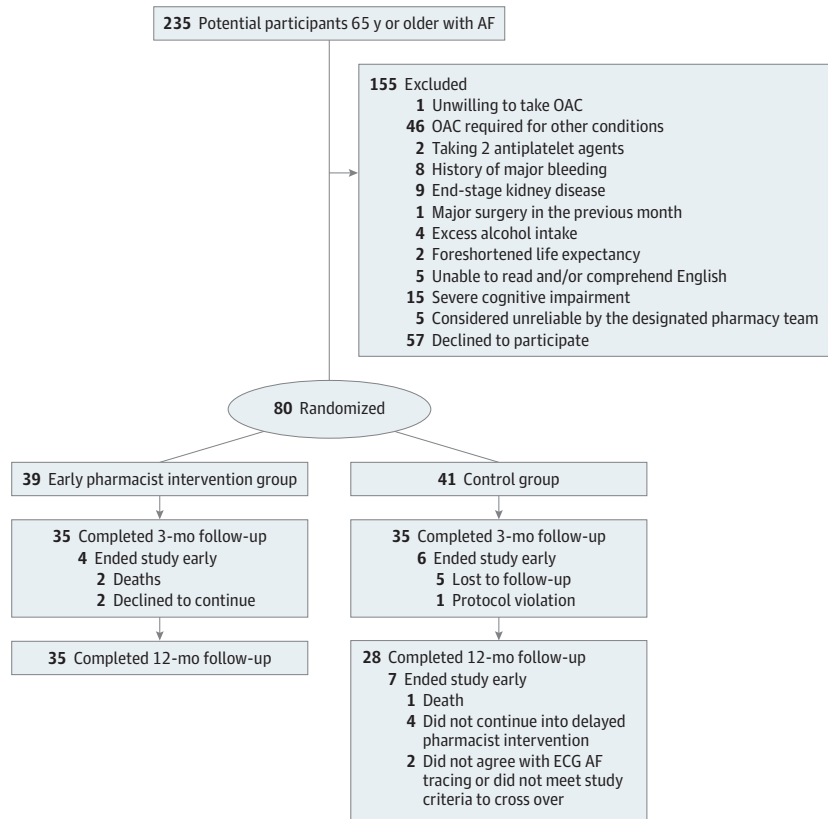 235 Potential participants 65 y or older with AF
155 Excluded
1 Unwilling to take OAC
46 OAC required for other conditions
2 Taking 2 antiplatelet agents
8 History of major bleeding
9 End-stage kidney disease
1 Major surgery in the previous month
4 Excess alcohol intake
2 Foreshortened life expectancy
5 Unable to read and/or comprehend English
15 Severe cognitive impairment
5 Considered unreliable by the designated pharmacy team
57 Declined to participate
80 Randomized
39 Early pharmacist intervention group
41 Control group
35 Completed 3-mo follow-up
4 Ended study early
2 Deaths
2 Declined to continue
35 Completed 3-mo follow-up
6 Ended study early
5 Lost to follow-up
1 Protocol violation
35 Completed 12-mo follow-up
28 Completed 12-mo follow-up
7 Ended study early
1 Death
4 Did not continue into delayed
pharmacist intervention
2 Did not agree with ECG AF
tracing or did not meet study
criteria to cross over